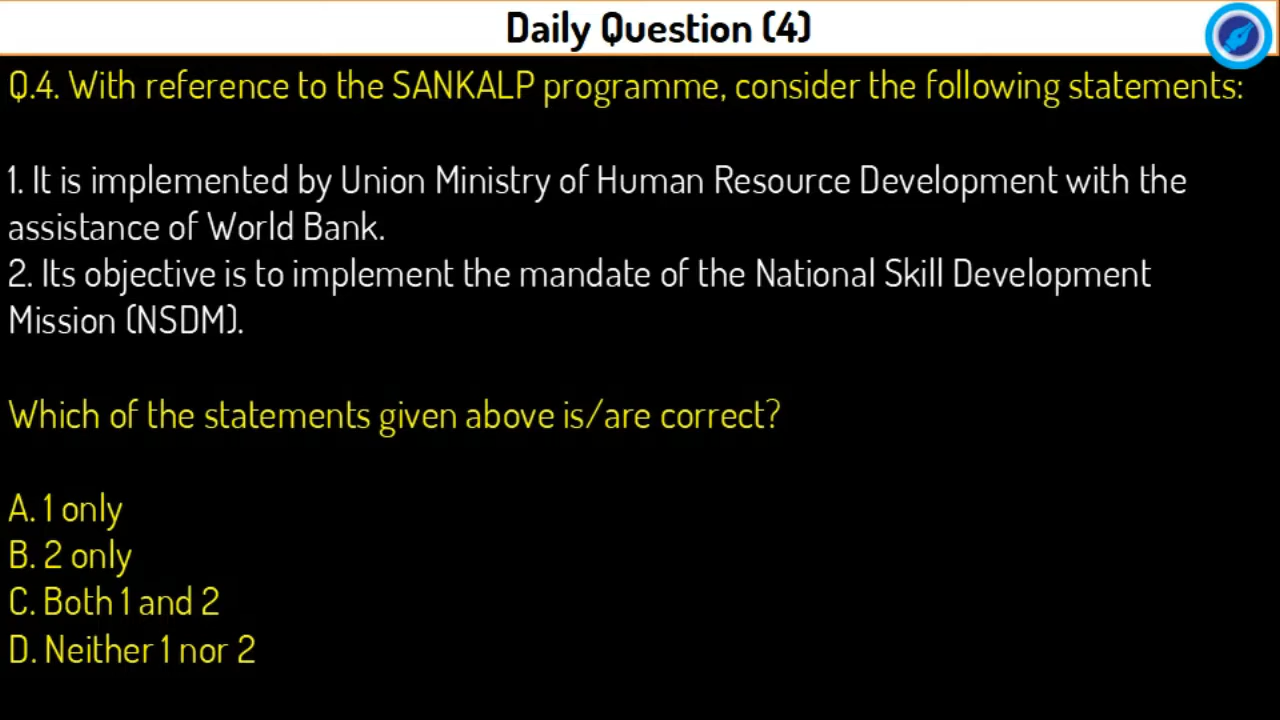 Daily Question (4)
Q.4. With reference to the SANKALP programme, consider the following statements:
1. It is implemented by Union Ministry of Human Resource Development with the
assistance of World Bank.
2. Its objective is to implement the mandate of the National Skill Development
Mission (NSDM).
Which of the statements given above is/are correct?
A. 1 only
B. 2 only
C. Both 1 and 2
D. Neither 1 nor 2